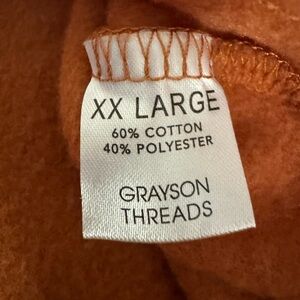 XX LARGE
60% COTTON
40% POLYESTER
GRAYSON
THREADS